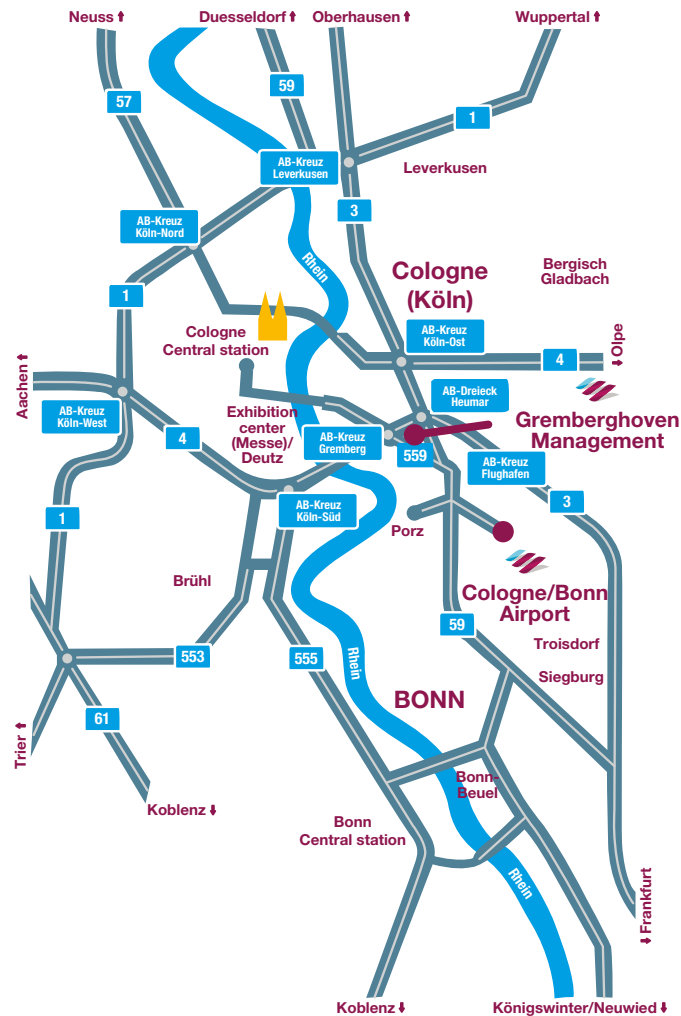 Neuss ⬆
Duesseldorf ⬆
Oberhausen ⬆
Wuppertal ⬆
57
59
1
AB-Kreuz
Leverkusen
Leverkusen
3
AB-Kreuz
Köln-Nord
Rhein
Cologne
(Köln)
Bergisch
Gladbach
1
Cologne
Central station
AB-Kreuz
Köln-Ost
4
⬇ Olpe
Aachen ⬆
AB-Kreuz
Köln-West
AB-Dreieck
Heumar
Exhibition
center
(Messe)/
Deutz
4
AB-Kreuz
Gremberg
559
Gremberghoven
Management
AB-Kreuz
Flughafen
3
1
AB-Kreuz
Köln-Süd
Porz
Brühl
Cologne/Bonn
Airport
59
Troisdorf
Siegburg
553
555
Rhein
BONN
61
Trier ⬆
Koblenz ⬇
Bonn-
Beuel
Bonn
Central station
Rhein
⬇ Frankfurt
Koblenz ⬇
Königswinter/Neuwied ⬇